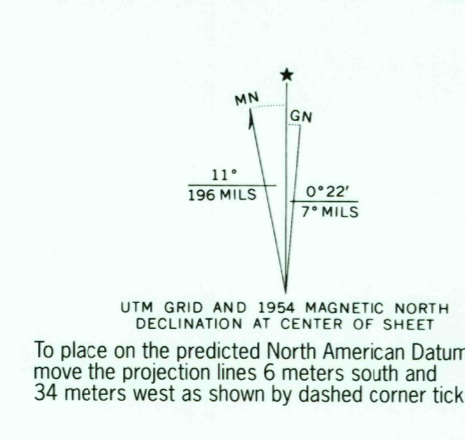 ★
MN
GN
11°
196 MILS
0°22′
7° MILS
UTM GRID AND 1954 MAGNETIC NORTH
DECLINATION AT CENTER OF SHEET
To place on the predicted North American Datum
move the projection lines 6 meters south and
34 meters west as shown by dashed corner tick